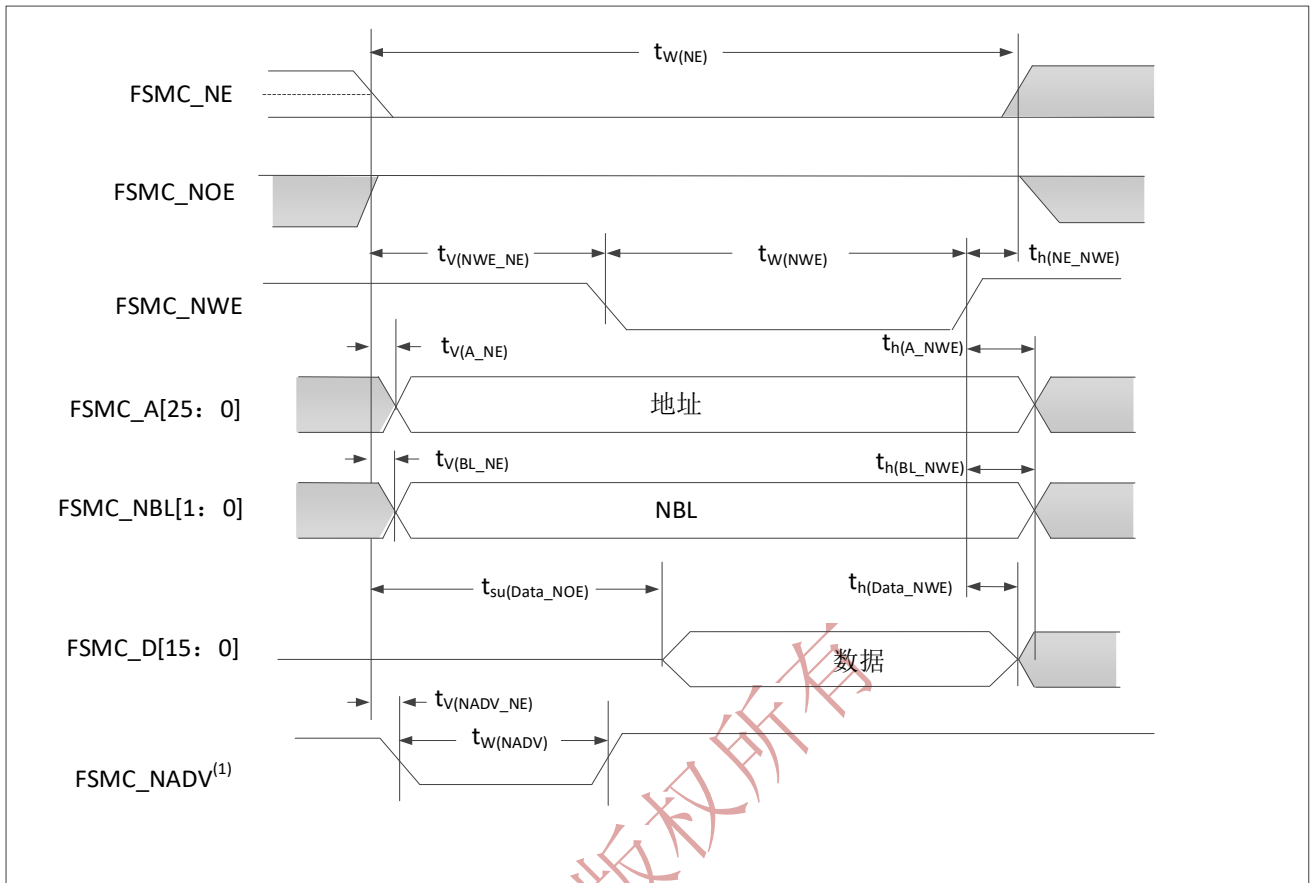 tW(NE)
FSMC_NE
FSMC_NOE
tV(NWE_NE)
tW(NWE)
th(NE_NWE)
FSMC_NWE
tV(A_NE)
th(A_NWE)
FSMC_A[25：0]
地址
tV(BL_NE)
th(BL_NWE)
FSMC_NBL[1：0]
NBL
tsu(Data_NOE)
th(Data_NWE)
FSMC_D[15：0]
数据
tV(NADV_NE)
tW(NADV)
FSMC_NADV(1)
版权所有